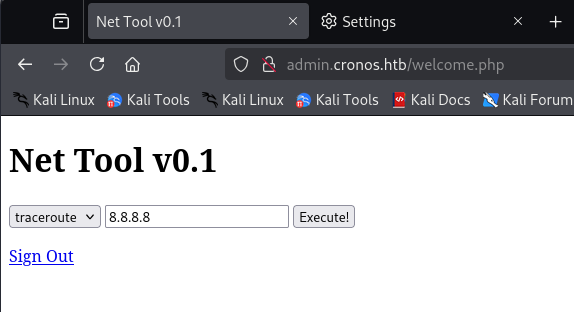 Net Tool v0.1
Settings
admin.cronos.htb/welcome.php
Kali Linux Kali Tools Kali Linux Kali Tools Kali Docs Kali Forum
Net Tool v0.1
traceroute 8.8.8.8 Execute!
Sign Out